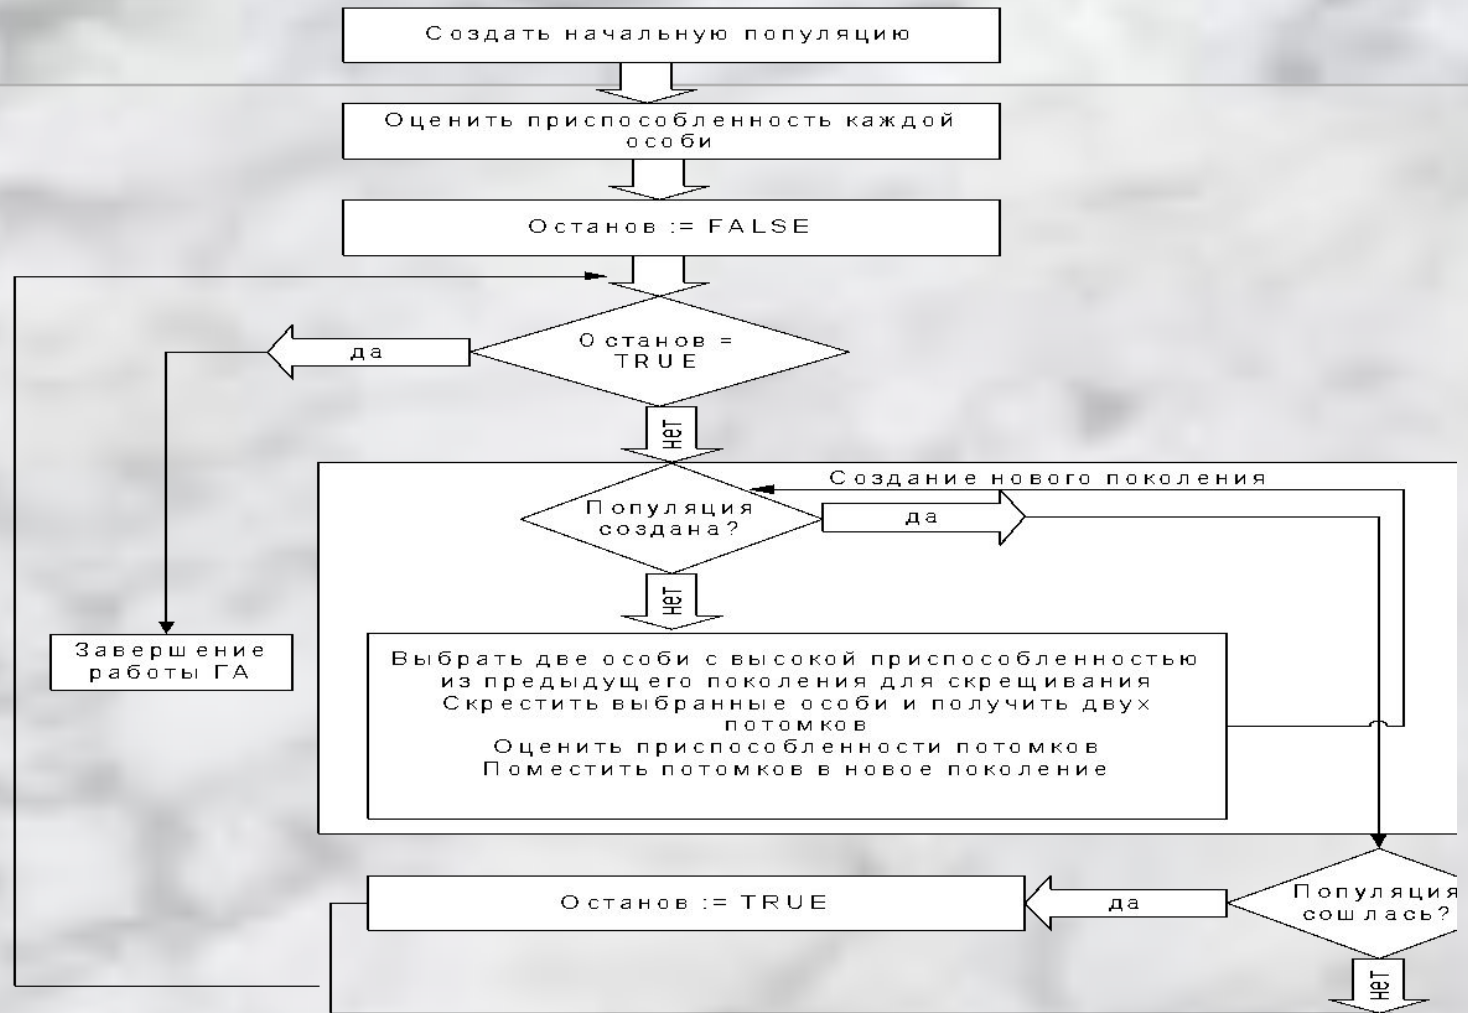 Создать начальную популяцию
Оценить приспособленность каждой
особи
Останов := FALSE
Останов =
TRUE
да
нет
Создание нового поколения
Популяция
создана?
да
нет
Завершение
работы ГА
Выбрать две особи с высокой приспособленностью
из предыдущего поколения для скрещивания
Скрестить выбранные особи и получить двух
потомков
Оценить приспособленности потомков
Поместить потомков в новое поколение
Останов := TRUE
да
Популяция
сошлась?
нет